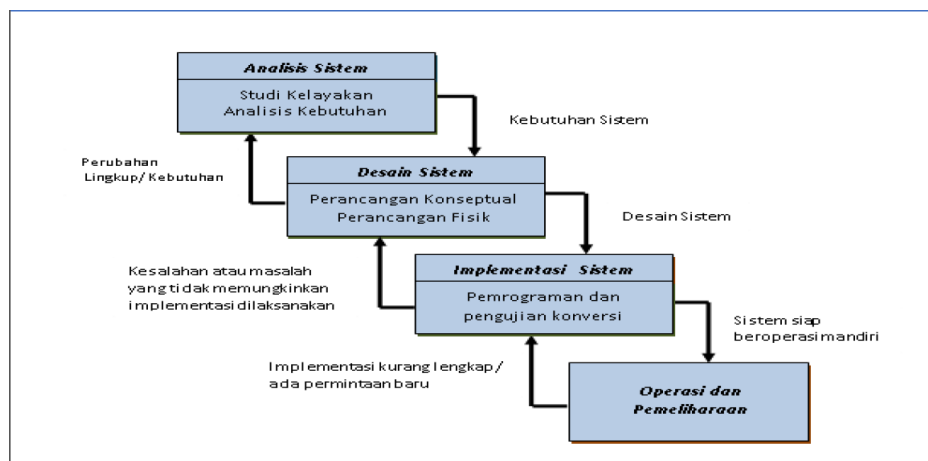 Analisis Sistem
Studi Kelayakan
Analisis Kebutuhan
Kebutuhan Sistem
Perubahan
Lingkup/ Kebutuhan
Desain Sistem
Perancangan Konseptual
Perancangan Fisik
Desain Sistem
Kesalahan atau masalah
yang tidak memungkinkan
implementasi dilaksanakan
Implementasi Sistem
Pemrograman dan
pengujian konversi
Sistem siap
beroperasi mandiri
Implementasi kurang lengkap/
ada permintaan baru
Operasi dan
Pemeliharaan